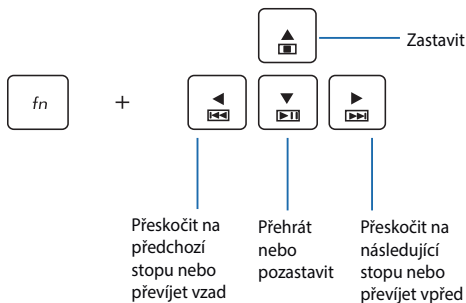 Zastavit
fn
+
Přeskočit na
předchozí
stopu nebo
převíjet vzad
Přehrát
nebo
pozastavit
Přeskočit na
následující
stopu nebo
převíjet vpřed